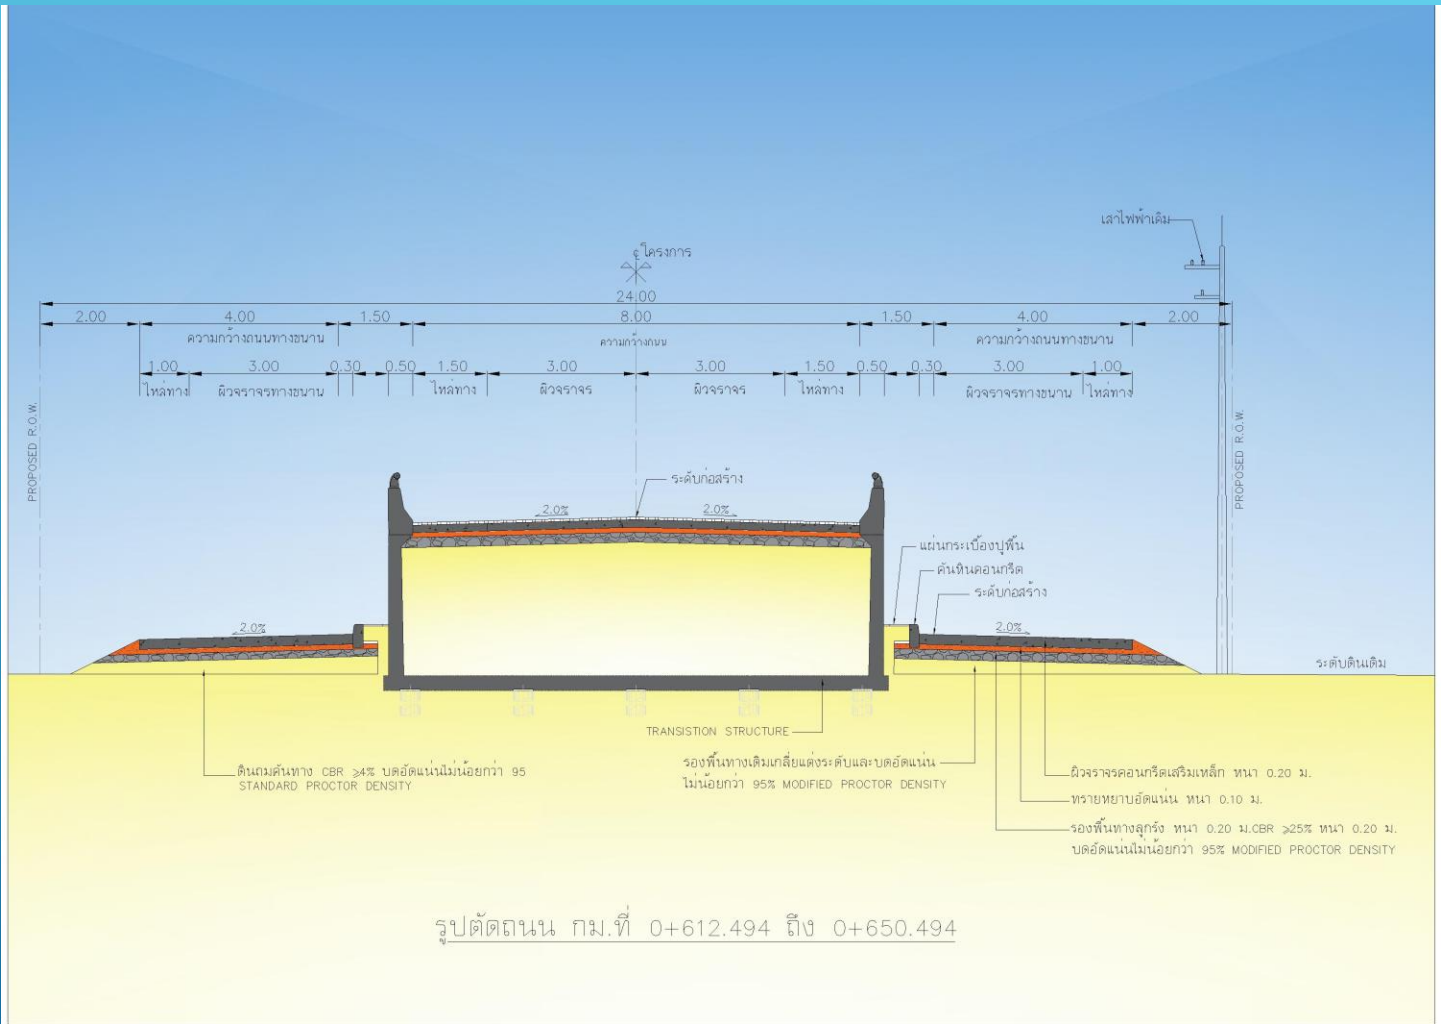 เสาไฟฟ้าเดิม
℄ โครงการ
24.00
2.00 4.00 1.50 8.00 1.50 4.00 2.00
ความกว้างถนนทางขนาน ความกว้างถนน ความกว้างถนนทางขนาน
1.00 3.00 0.30 0.50 1.50 3.00 3.00 1.50 0.50 0.30 3.00 1.00
ไหล่ทาง ผิวจราจรทางขนาน ไหล่ทาง ผิวจราจร ผิวจราจร ไหล่ทาง ผิวจราจรทางขนาน ไหล่ทาง
PROPOSED R.O.W.
PROPOSED R.O.W.
ระดับก่อสร้าง
2.0% 2.0%
แผ่นกระเบื้องปูพื้น
คันหินคอนกรีต
ระดับก่อสร้าง
2.0% 2.0%
ระดับดินเดิม
TRANSISTION STRUCTURE
ดินถมคันทาง CBR ≥4% บดอัดแน่นไม่น้อยกว่า 95
STANDARD PROCTOR DENSITY
รองพื้นทางเดิมเกลี่ยแต่งระดับและบดอัดแน่น
ไม่น้อยกว่า 95% MODIFIED PROCTOR DENSITY
ผิวจราจรคอนกรีตเสริมเหล็ก หนา 0.20 ม.
ทรายหยาบอัดแน่น หนา 0.10 ม.
รองพื้นทางลูกรัง หนา 0.20 ม.CBR ≥25% หนา 0.20 ม.
บดอัดแน่นไม่น้อยกว่า 95% MODIFIED PROCTOR DENSITY
รูปตัดถนน กม.ที่ 0+612.494 ถึง 0+650.494